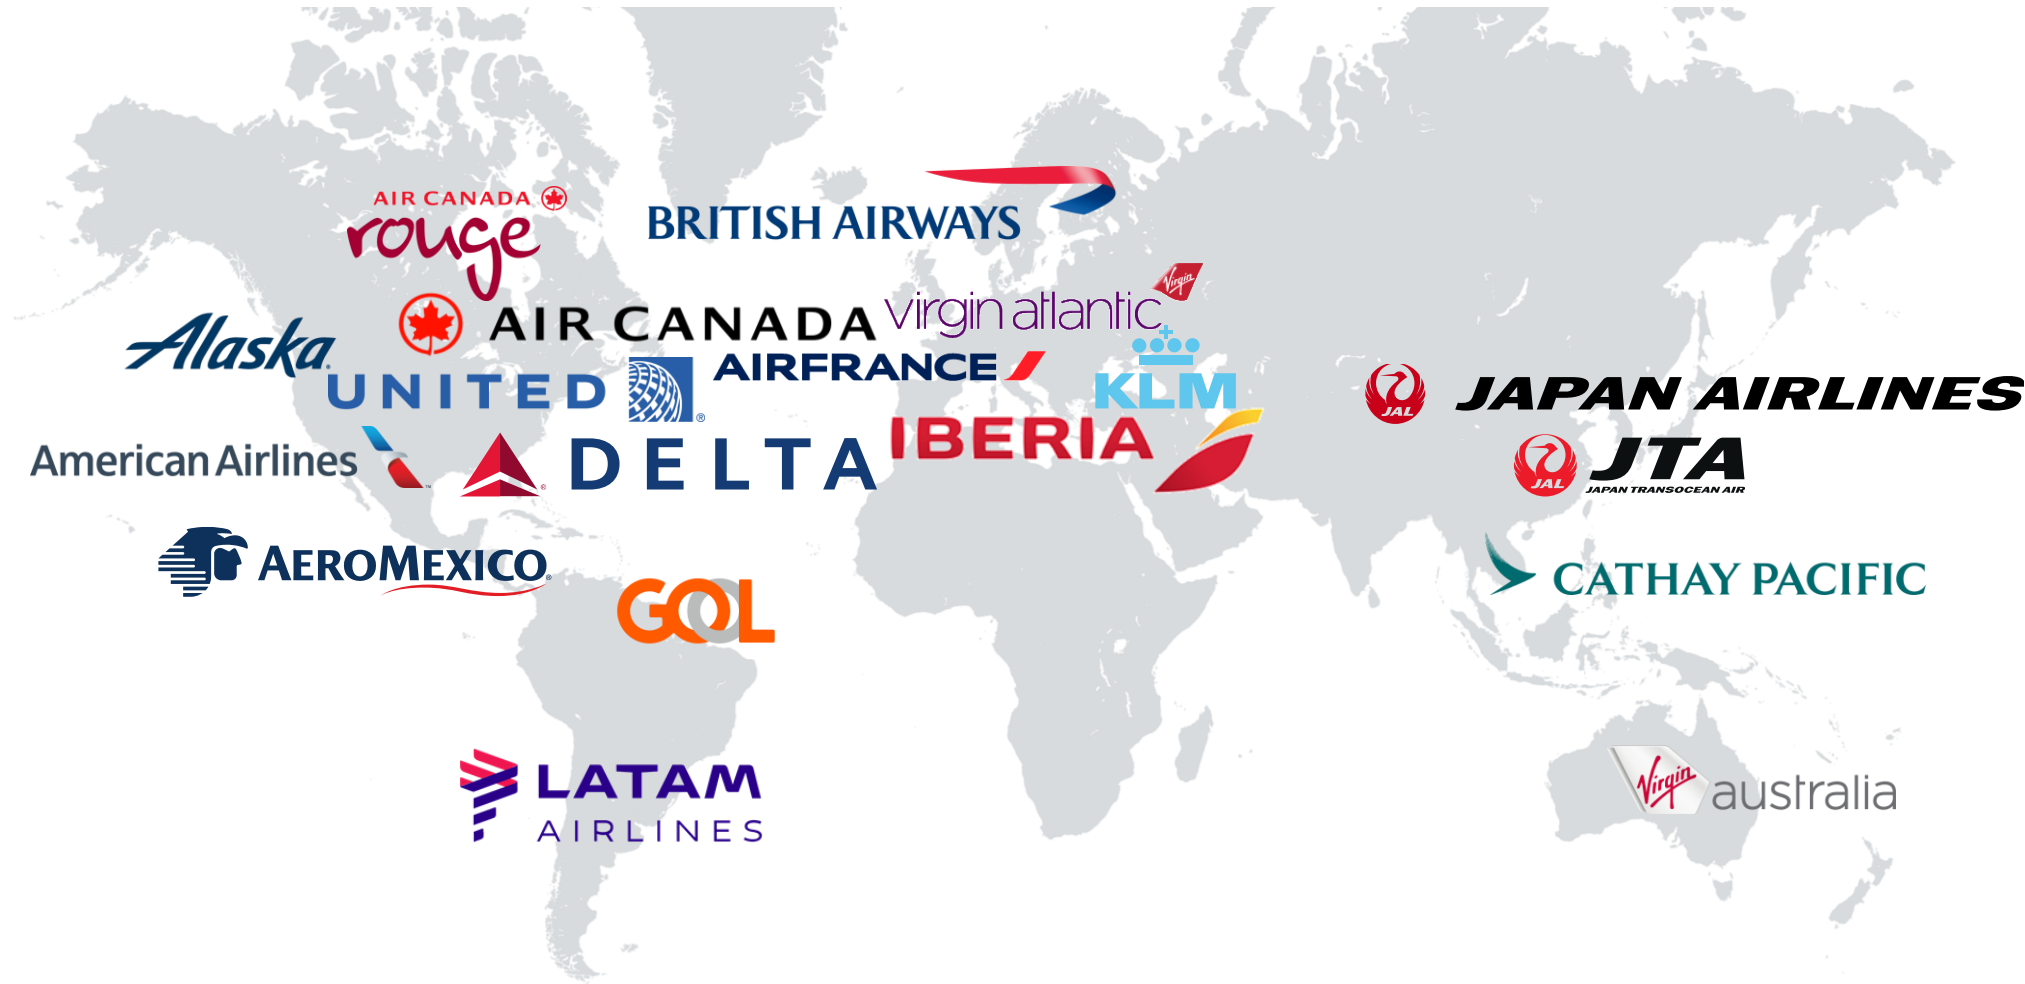 AIR CANADA
rouge
BRITISH AIRWAYS
virgin atlantic
Virgin
AIR CANADA
Alaska
UNITED
®
AIRFRANCE
KLM
JAPAN AIRLINES
JAL
IBERIA
American Airlines
™
DELTA
®
JTA
JAL
JAPAN TRANSOCEAN AIR
AEROMEXICO
®
CATHAY PACIFIC
GOL
LATAM
AIRLINES
Virgin australia